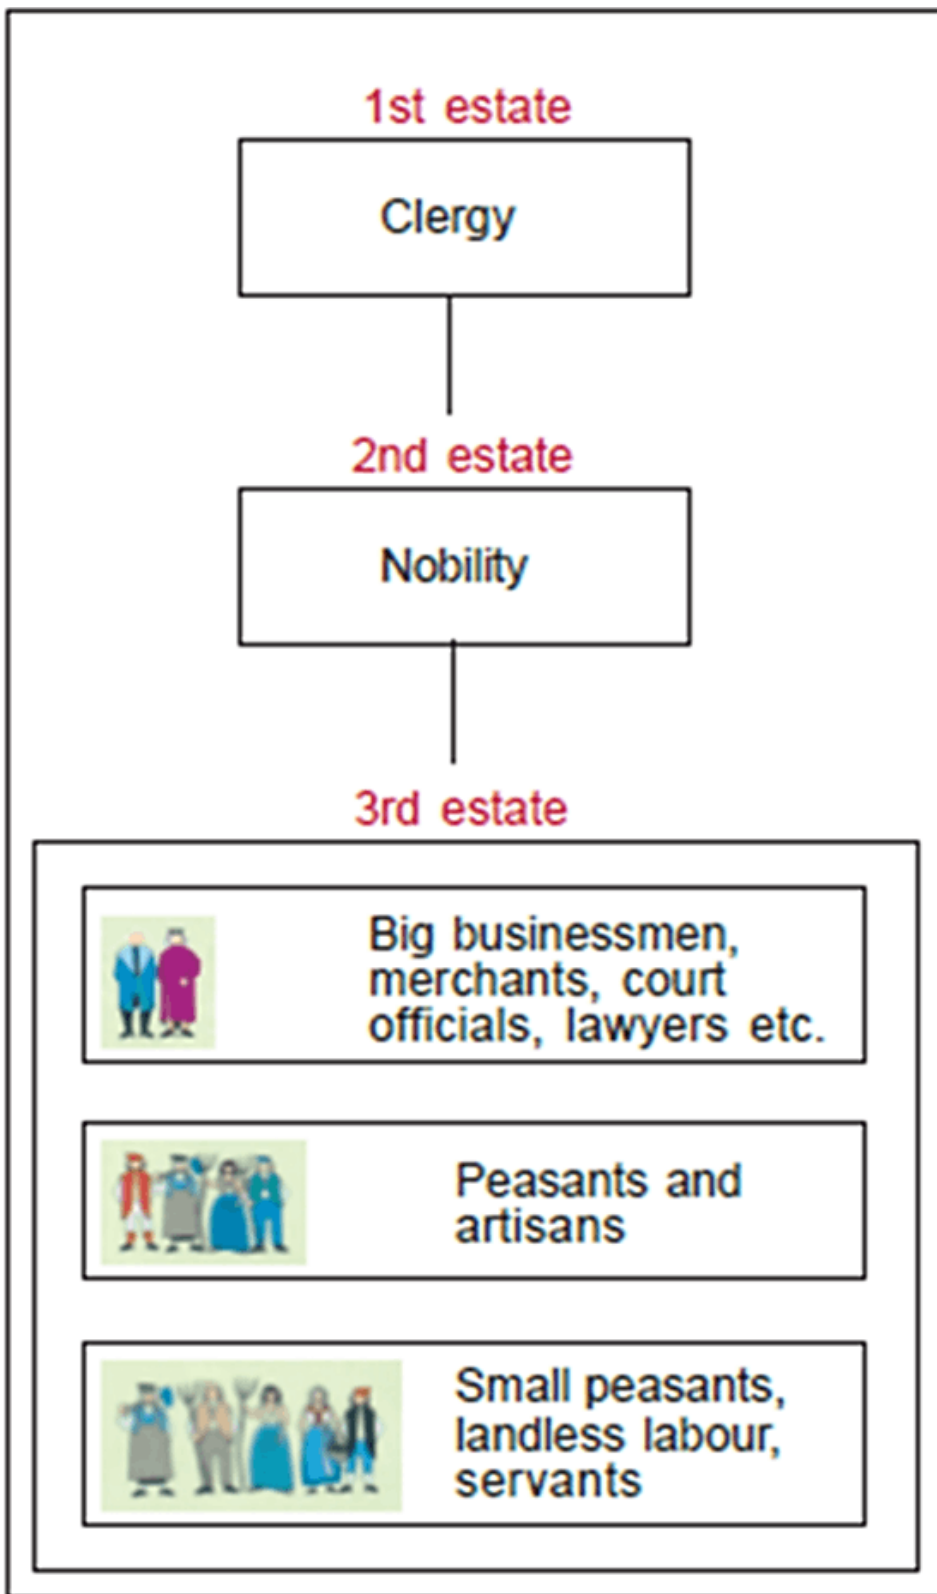 1st estate
Clergy
2nd estate
Nobility
3rd estate
Big businessmen,
merchants, court
officials, lawyers etc.
Peasants and
artisans
Small peasants,
landless labour,
servants